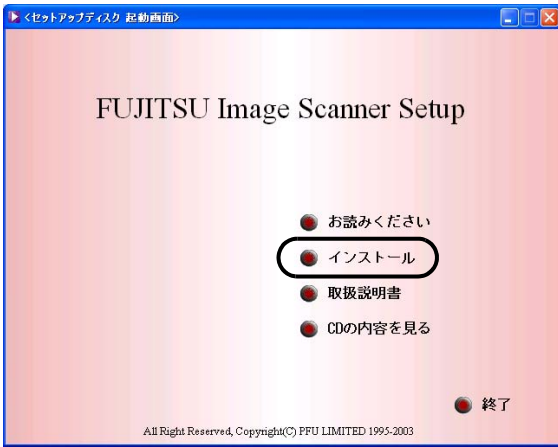 <セットアップディスク 起動画面>
FUJITSU Image Scanner Setup
お読みください
インストール
取扱説明書
CDの内容を見る
終了
All Right Reserved, Copyright(C) PFU LIMITED 1995-2003